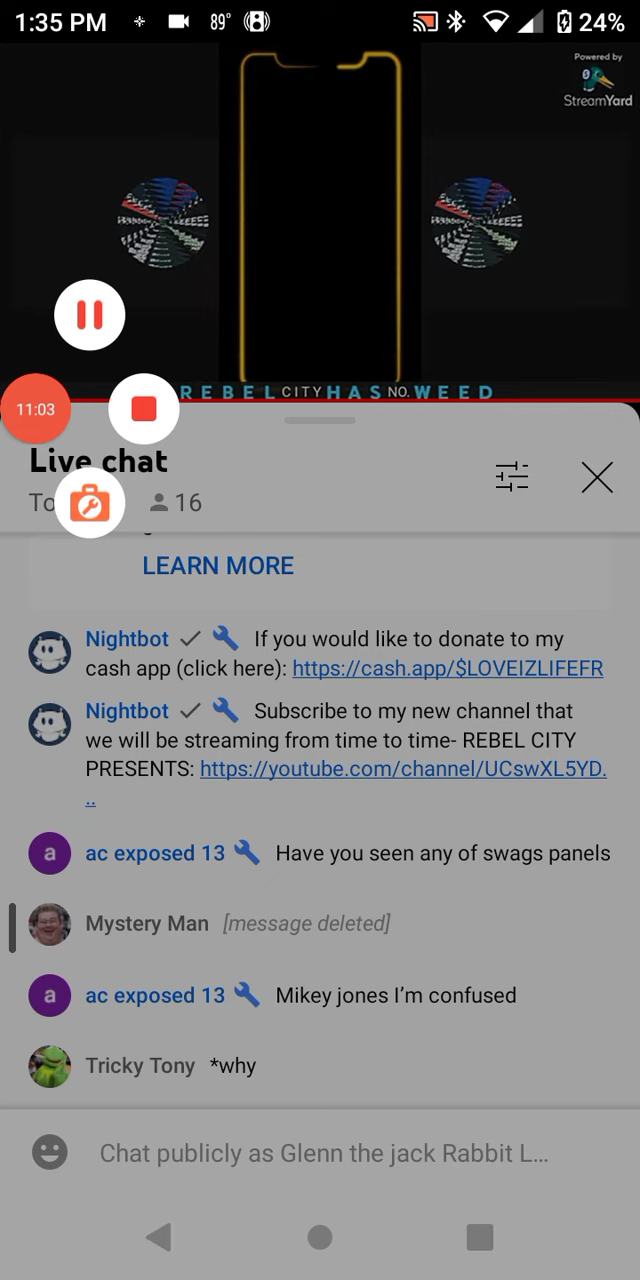 1:35 PM 89° 24%
Powered by
StreamYard
REBEL CITY HAS NO. WEED
11:03
Live chat
To
16
LEARN MORE
Nightbot If you would like to donate to my
cash app (click here): https://cash.app/$LOVEIZLIFEFR
Nightbot Subscribe to my new channel that
we will be streaming from time to time- REBEL CITY
PRESENTS: https://youtube.com/channel/UCswXL5YD.
..
a ac exposed 13 Have you seen any of swags panels
Mystery Man [message deleted]
a ac exposed 13 Mikey jones I'm confused
Tricky Tony *why
Chat publicly as Glenn the jack Rabbit L...